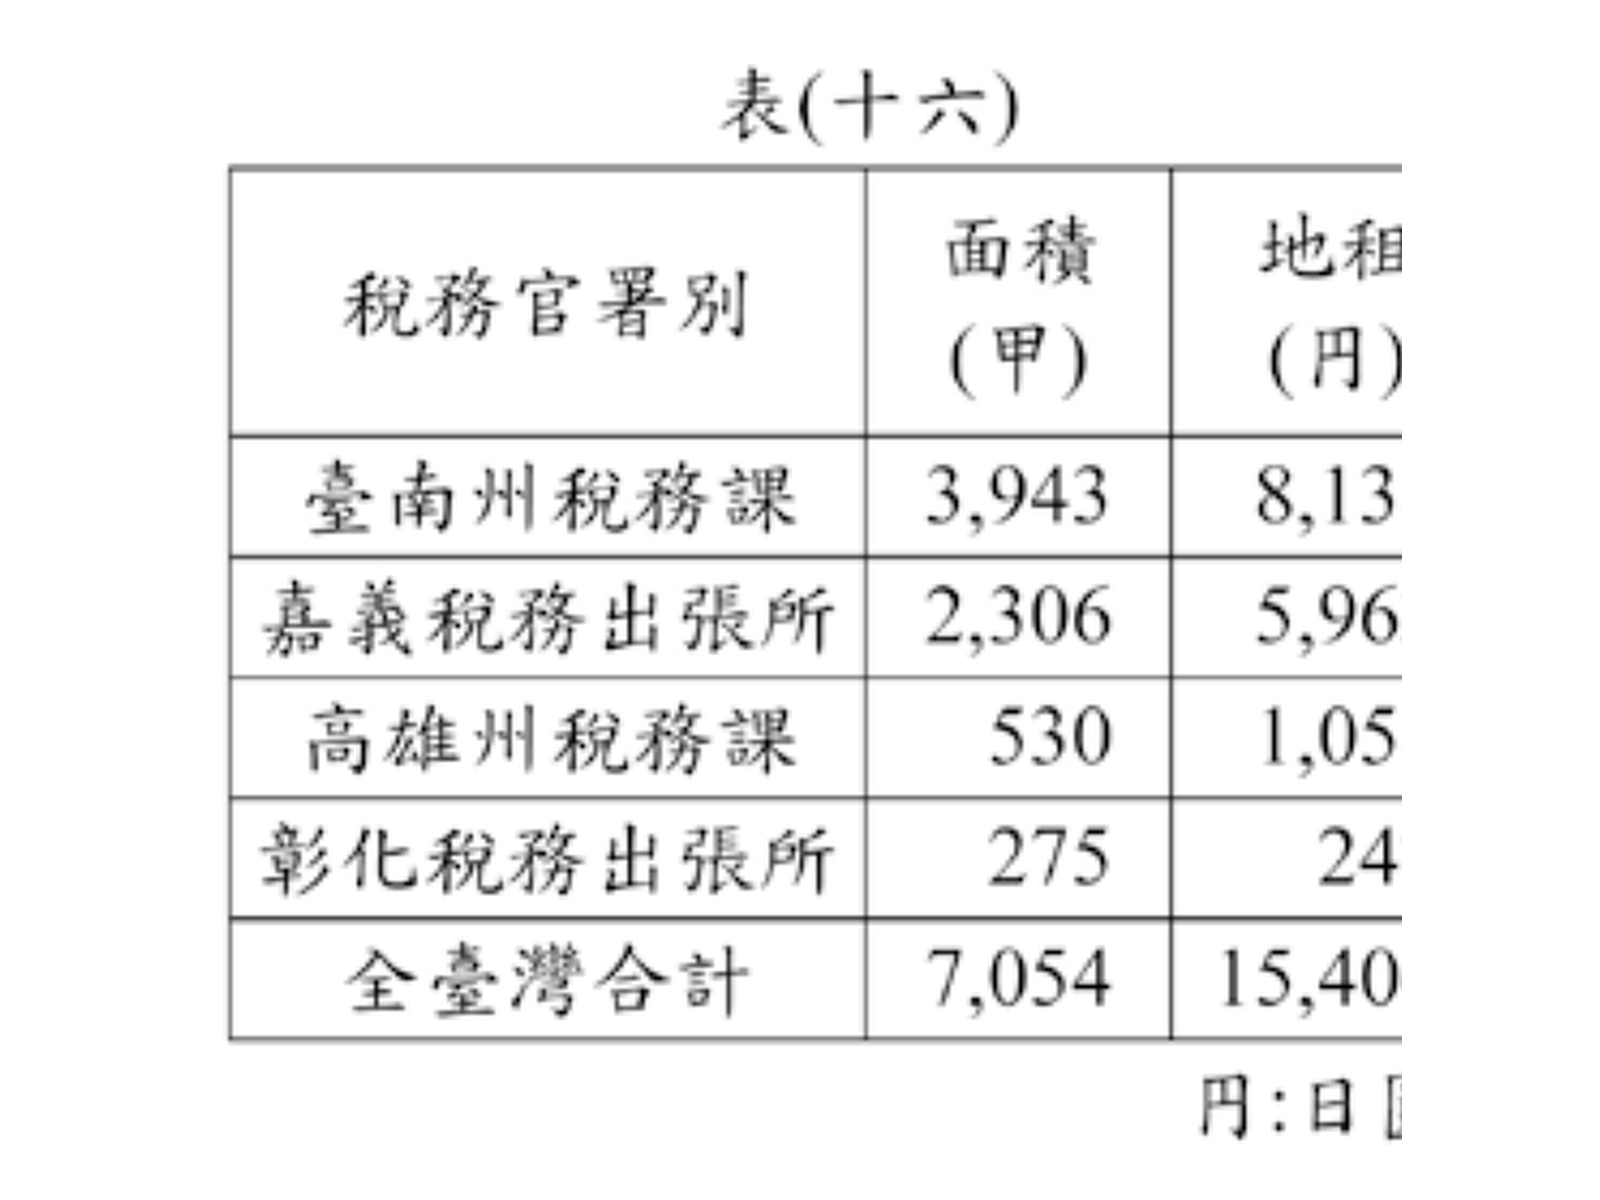 表(十六)
稅務官署別 面積 (甲) 地租 (円)
臺南州稅務課 3,943 8,13
嘉義稅務出張所 2,306 5,96
高雄州稅務課 530 1,05
彰化稅務出張所 275 24
全臺灣合計 7,054 15,40
円:日